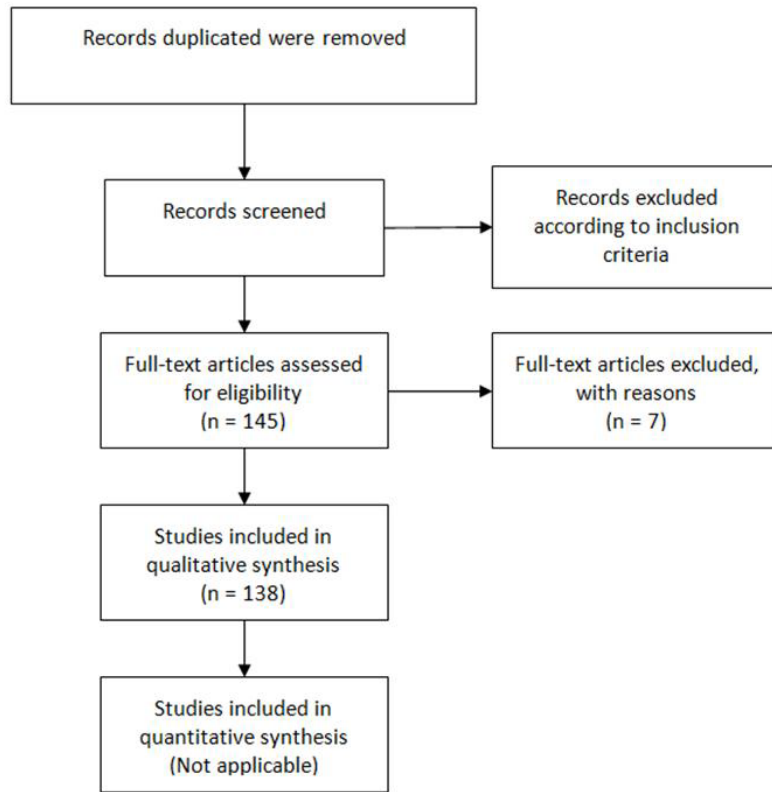 Records duplicated were removed
Records screened
Records excluded
according to inclusion
criteria
Full-text articles assessed
for eligibility
(n = 145)
Full-text articles excluded,
with reasons
(n = 7)
Studies included in
qualitative synthesis
(n = 138)
Studies included in
quantitative synthesis
(Not applicable)